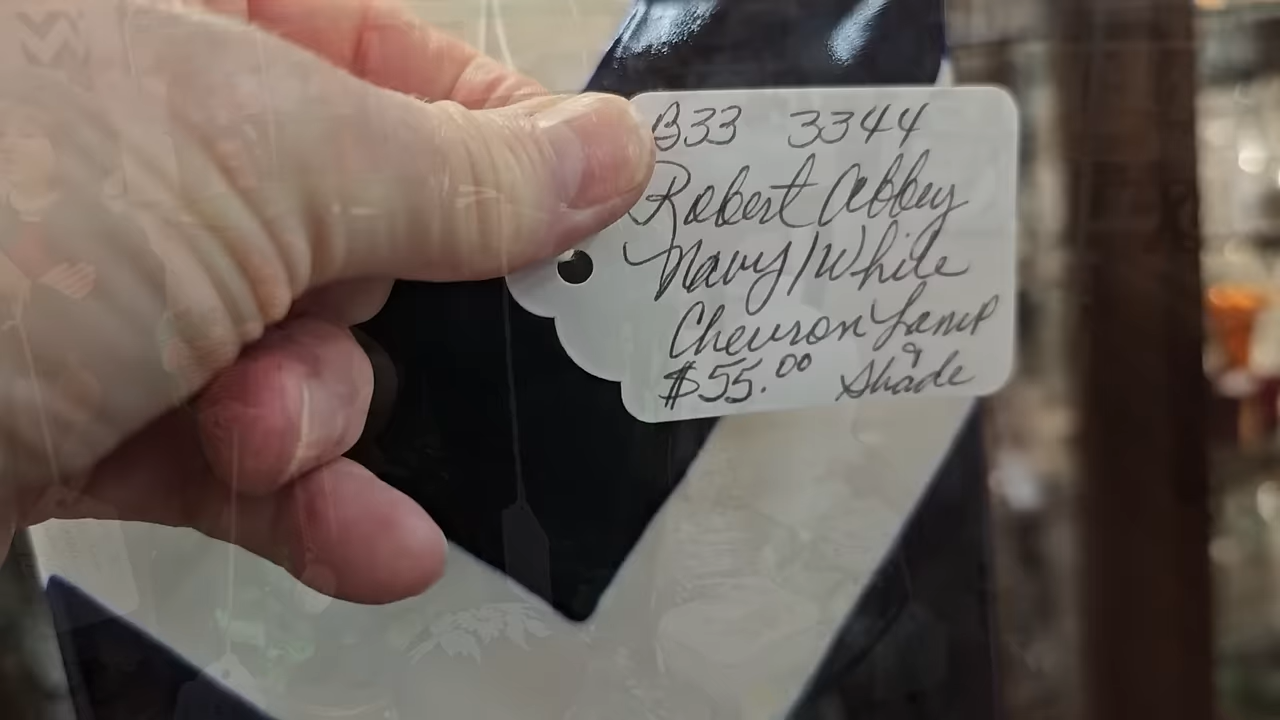 B33 3344
Robert Abbey
Navy/White
Chevron Lamp
&
$55.00 Shade